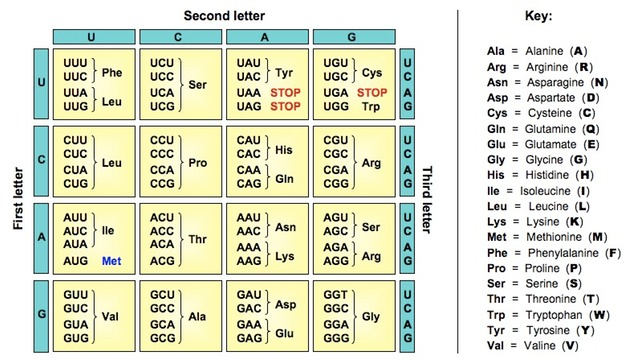 Second letter
U C A G
First letter
U
UUU
UUC
Phe
UUA
UUG
Leu
UCU
UCC
UCA
UCG
Ser
UAU
UAC
Tyr
UAA STOP
UAG STOP
UGU
UGC
Cys
UGA STOP
UGG Trp
U
C
A
G
C
CUU
CUC
CUA
CUG
Leu
CCU
CCC
CCA
CCG
Pro
CAU
CAC
His
CAA
CAG
Gln
CGU
CGC
CGA
CGG
Arg
U
C
A
G
A
AUU
AUC
AUA
Ile
AUG Met
ACU
ACC
ACA
ACG
Thr
AAU
AAC
Asn
AAA
AAG
Lys
AGU
AGC
Ser
AGA
AGG
Arg
U
C
A
G
G
GUU
GUC
GUA
GUG
Val
GCU
GCC
GCA
GCG
Ala
GAU
GAC
Asp
GAA
GAG
Glu
GGT
GGC
GGA
GGG
Gly
U
C
A
G
Third letter
Key:
Ala = Alanine (A)
Arg = Arginine (R)
Asn = Asparagine (N)
Asp = Aspartate (D)
Cys = Cysteine (C)
Gln = Glutamine (Q)
Glu = Glutamate (E)
Gly = Glycine (G)
His = Histidine (H)
Ile = Isoleucine (I)
Leu = Leucine (L)
Lys = Lysine (K)
Met = Methionine (M)
Phe = Phenylalanine (F)
Pro = Proline (P)
Ser = Serine (S)
Thr = Threonine (T)
Trp = Tryptophan (W)
Tyr = Tyrosine (Y)
Val = Valine (V)